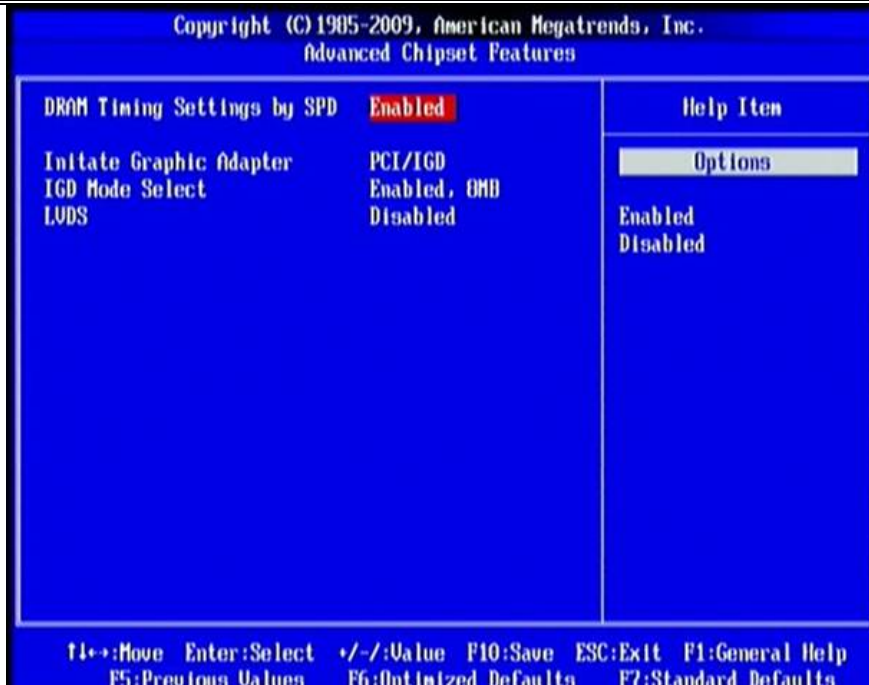 Copyright (C)1985-2009, American Megatrends, Inc.
Advanced Chipset Features
DRAM Timing Settings by SPD Enabled
Initate Graphic Adapter PCI/IGD
IGD Mode Select Enabled, 8MB
LVDS Disabled
Help Item
Options
Enabled
Disabled
↑↓←→:Move Enter:Select +/-/:Value F10:Save ESC:Exit F1:General Help
F5:Previous Values F6:Optimized Defaults F7:Standard Defaults